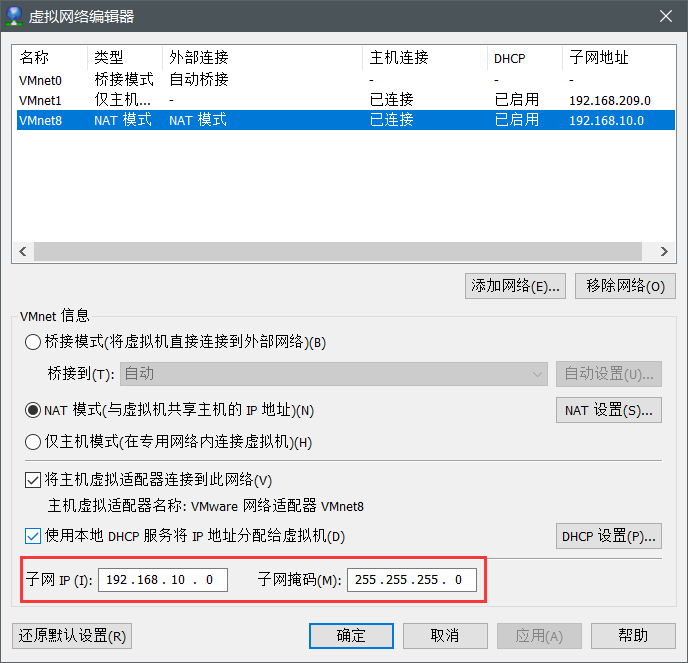 虚拟网络编辑器
名称 类型 外部连接 主机连接 DHCP 子网地址
VMnet0 桥接模式 自动桥接 - - -
VMnet1 仅主机... - 已连接 已启用 192.168.209.0
VMnet8 NAT 模式 NAT 模式 已连接 已启用 192.168.10.0
添加网络(E)... 移除网络(O)
VMnet 信息
桥接模式(将虚拟机直接连接到外部网络)(B)
桥接到(T): 自动 自动设置(U)...
NAT 模式(与虚拟机共享主机的 IP 地址)(N) NAT 设置(S)...
仅主机模式(在专用网络内连接虚拟机)(H)
将主机虚拟适配器连接到此网络(V)
主机虚拟适配器名称: VMware 网络适配器 VMnet8
使用本地 DHCP 服务将 IP 地址分配给虚拟机(D) DHCP 设置(P)...
子网 IP (I): 192.168. 10 . 0 子网掩码(M): 255.255.255. 0
还原默认设置(R) 确定 取消 应用(A) 帮助